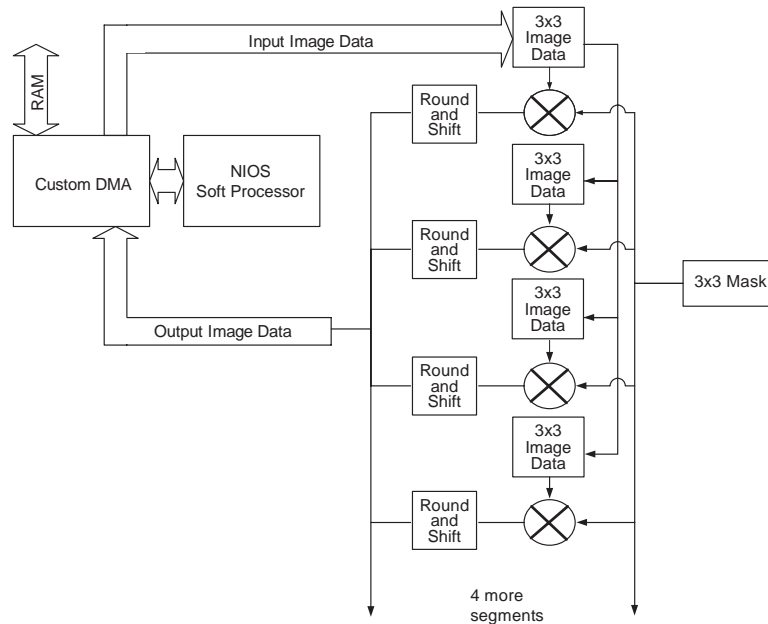 Input Image Data
3x3
Image
Data
RAM
Round
and
Shift
Custom DMA
NIOS
Soft Processor
3x3
Image
Data
Round
and
Shift
3x3 Mask
3x3
Image
Data
Output Image Data
Round
and
Shift
3x3
Image
Data
Round
and
Shift
4 more
segments